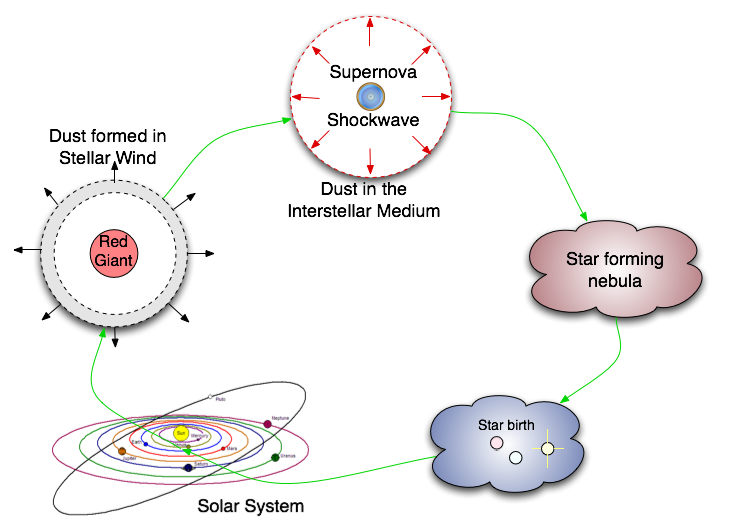 Supernova
Shockwave
Dust in the
Interstellar Medium
Dust formed in
Stellar Wind
Red
Giant
Star forming
nebula
Star birth
Pluto
Neptune
Sun
Mercury
Earth
Mars
Jupiter
Saturn
Uranus
Solar System